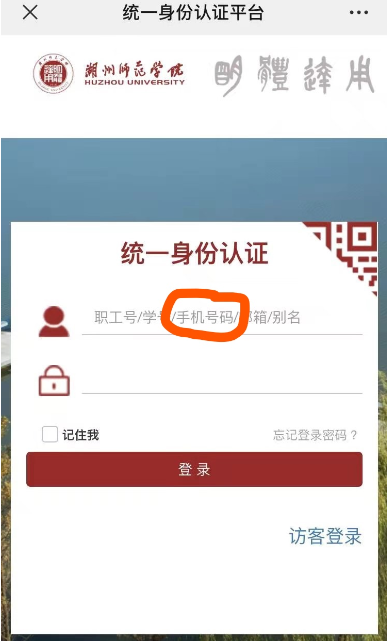 统一身份认证平台
湖州师范学院
HUZHOU UNIVERSITY
明體達用
统一身份认证
职工号/学号/手机号码/邮箱/别名
记住我
忘记登录密码？
登录
访客登录